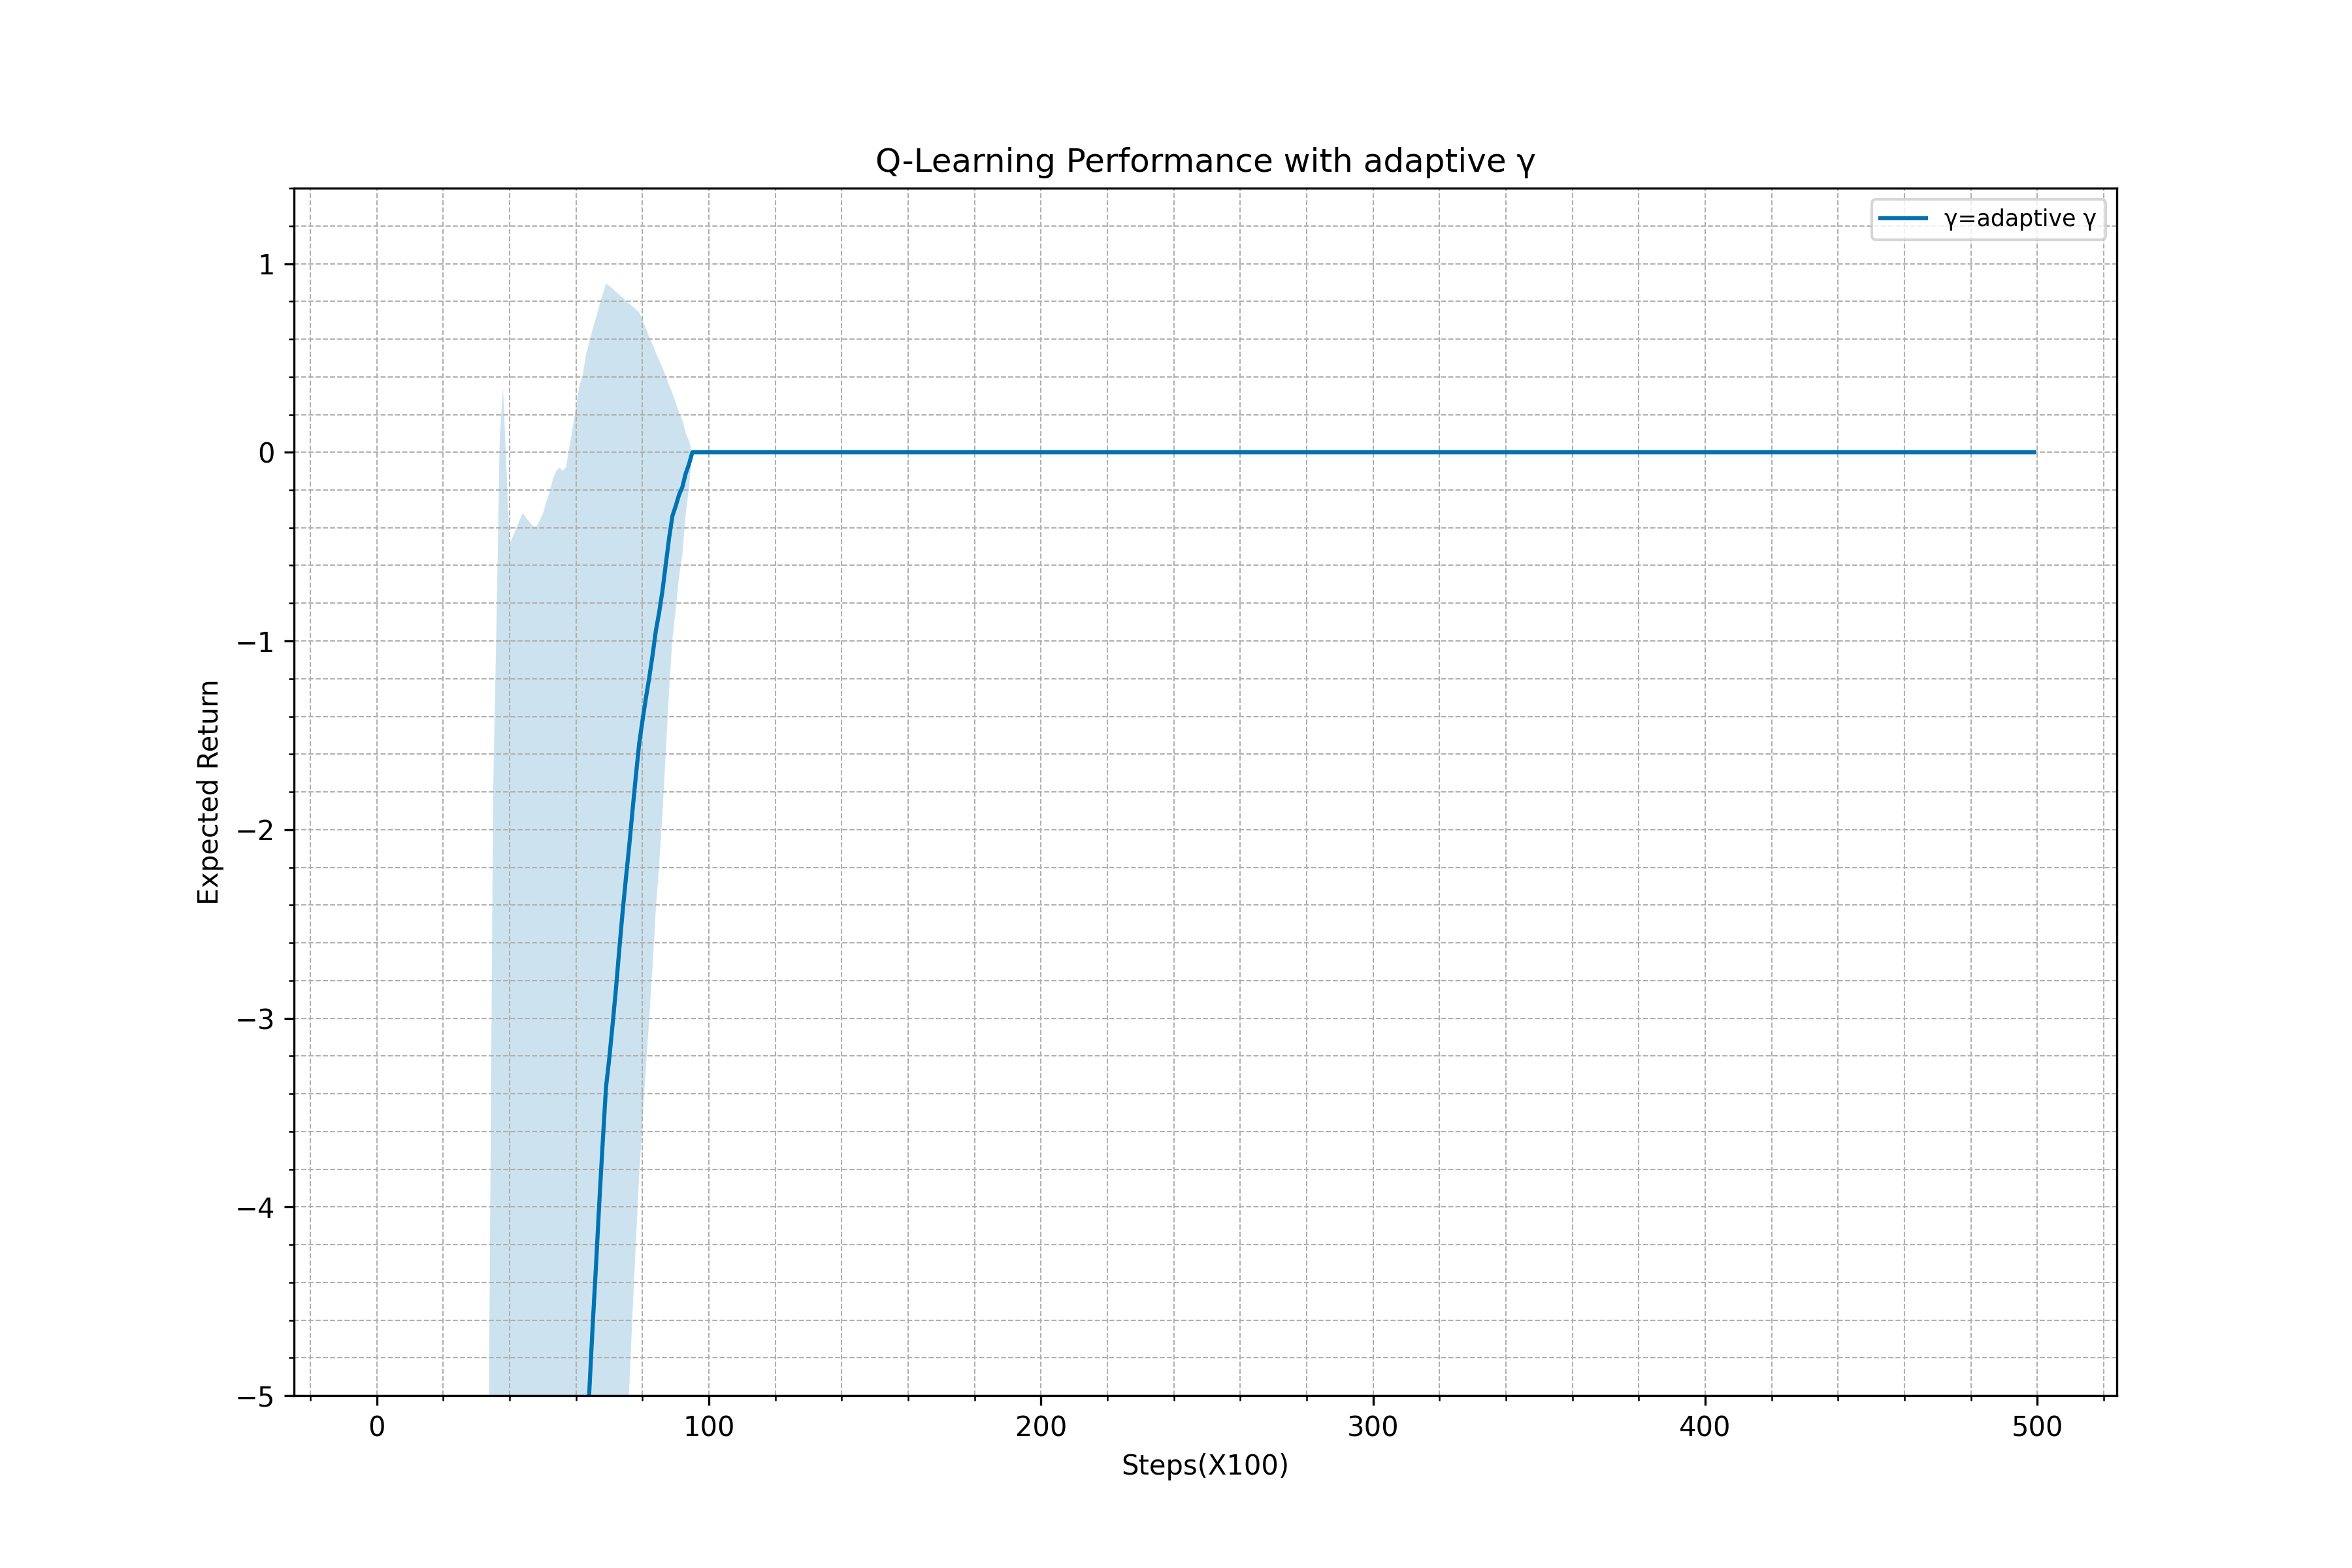 Q-Learning Performance with adaptive γ
γ=adaptive γ
1
0
−1
−2
−3
−4
−5
Expected Return
0 100 200 300 400 500
Steps(X100)